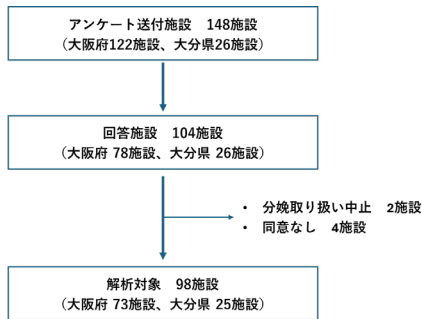 アンケート送付施設　148施設
（大阪府122施設、大分県26施設）
回答施設　104施設
（大阪府 78施設、大分県 26施設）
• 分娩取り扱い中止　2施設
• 同意なし　4施設
解析対象　98施設
（大阪府 73施設、大分県 25施設）